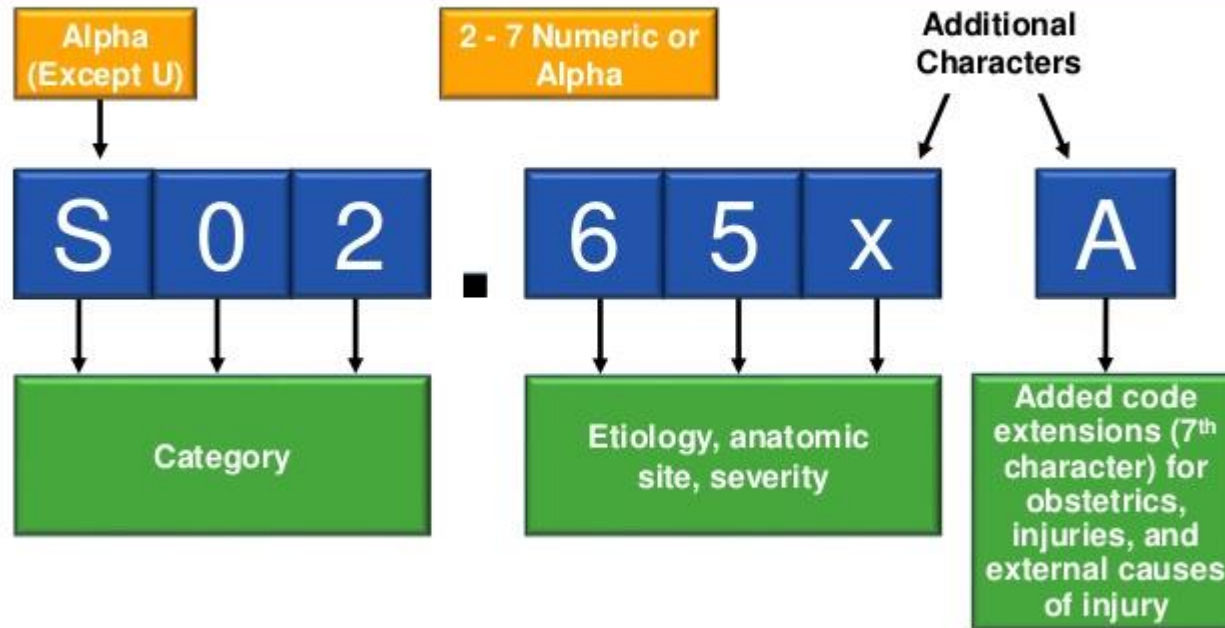 Alpha
(Except U)
2 - 7 Numeric or
Alpha
Additional
Characters
S 0 2 . 6 5 x A
Category
Etiology, anatomic
site, severity
Added code
extensions (7th
character) for
obstetrics,
injuries, and
external causes
of injury